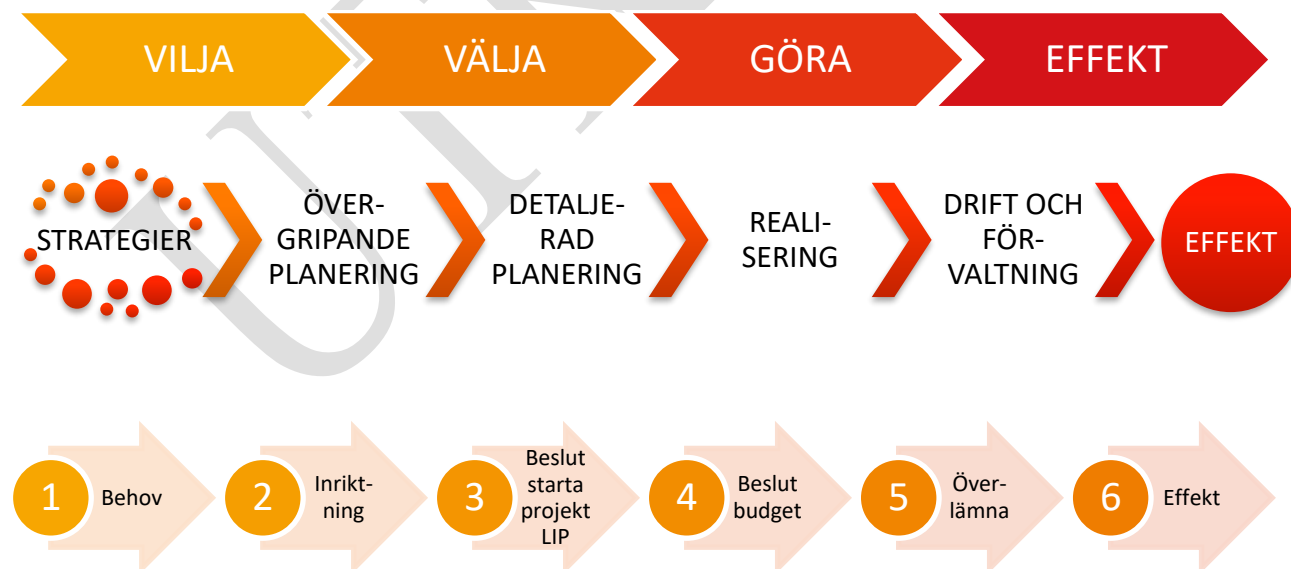 VILJA
VÄLJA
GÖRA
EFFEKT
STRATEGIER
ÖVER-
GRIPANDE
PLANERING
DETALJE-
RAD
PLANERING
REALI-
SERING
DRIFT OCH
FÖR-
VALTNING
EFFEKT
1
Behov
2
Inrikt-
ning
3
Beslut
starta
projekt
LIP
4
Beslut
budget
5
Över-
lämna
6
Effekt